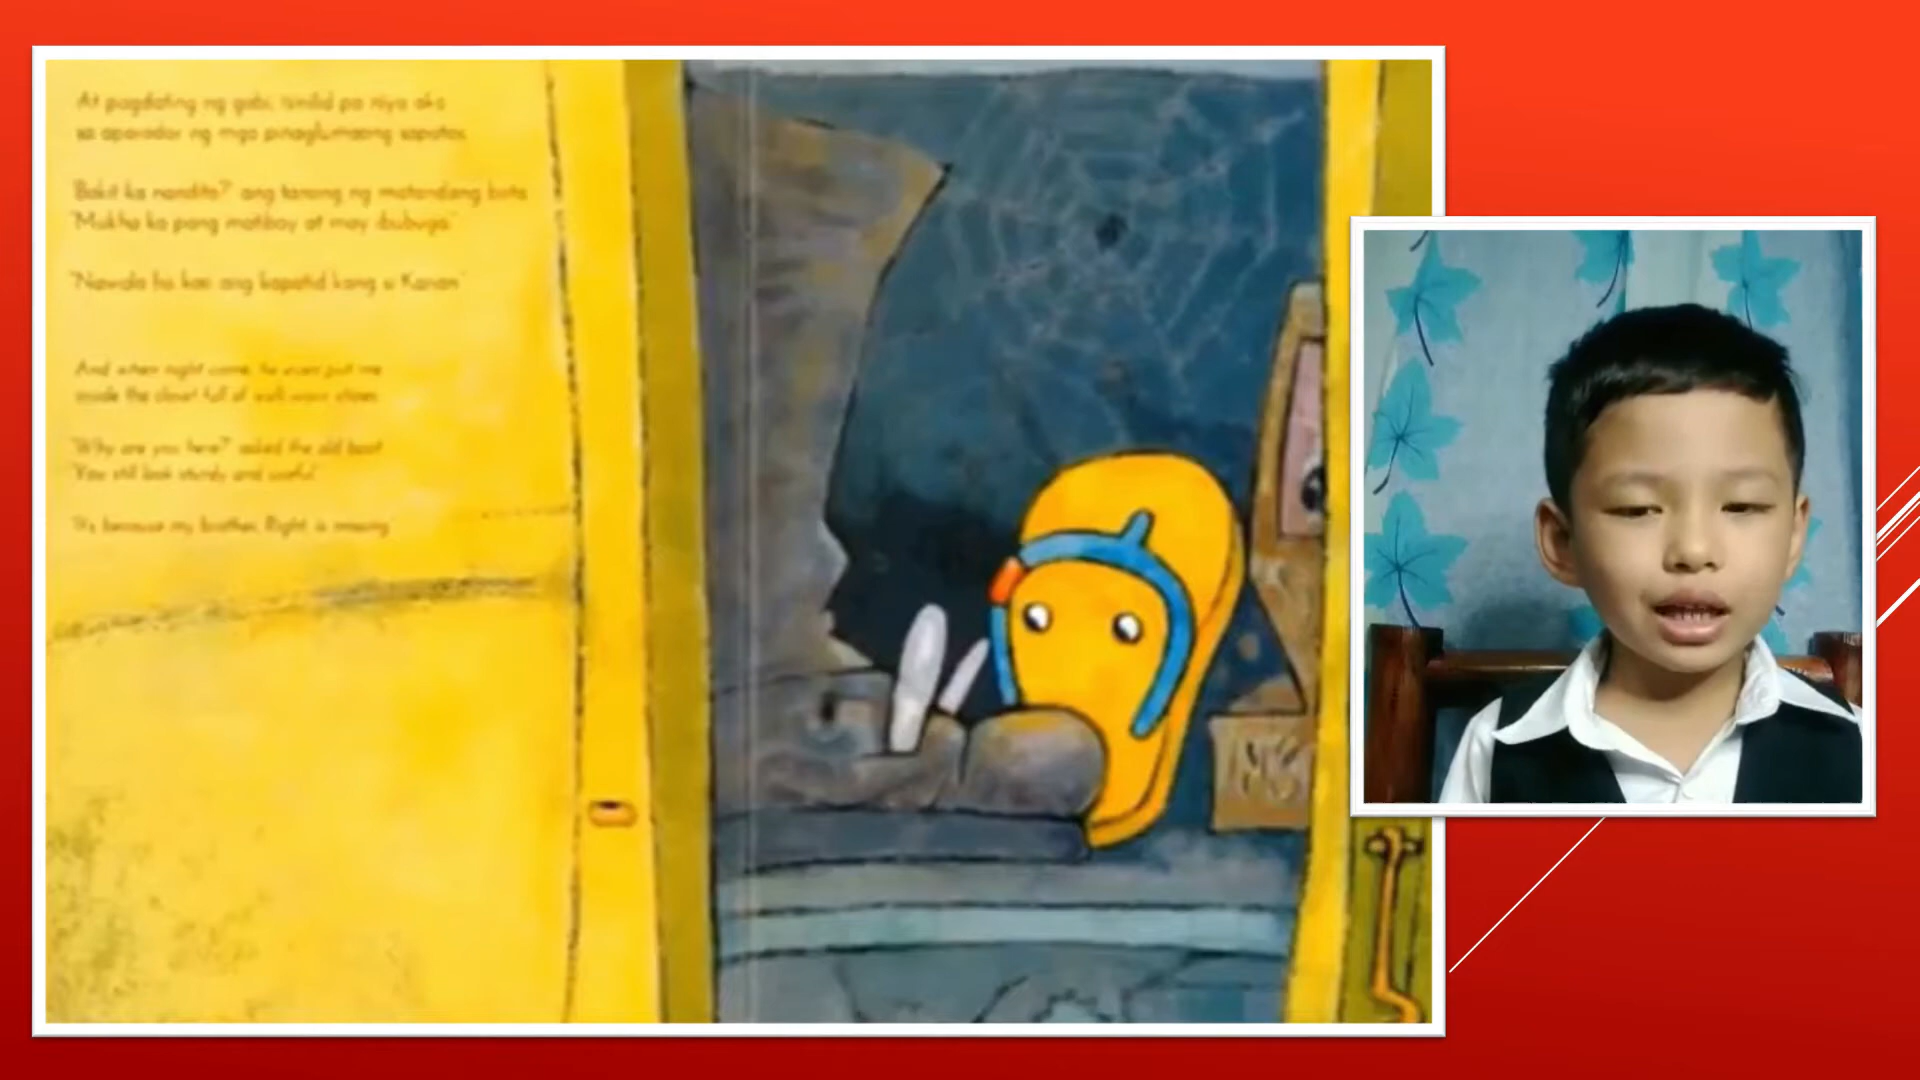 At pagdating ng gabi, isinilid pa niya ako
sa aparador ng mga pinaglumaang sapatos.
"Bakit ka nandito?" ang tanong ng matandang bota.
"Mukha ka pang matibay at may ibubuga."
"Nawala ho kasi ang kapatid kong si Kanan."
And when night came, he even put me
inside the closet full of well-worn shoes.
"Why are you here?" asked the old boot.
"You still look sturdy and useful."
"It's because my brother, Right, is missing."